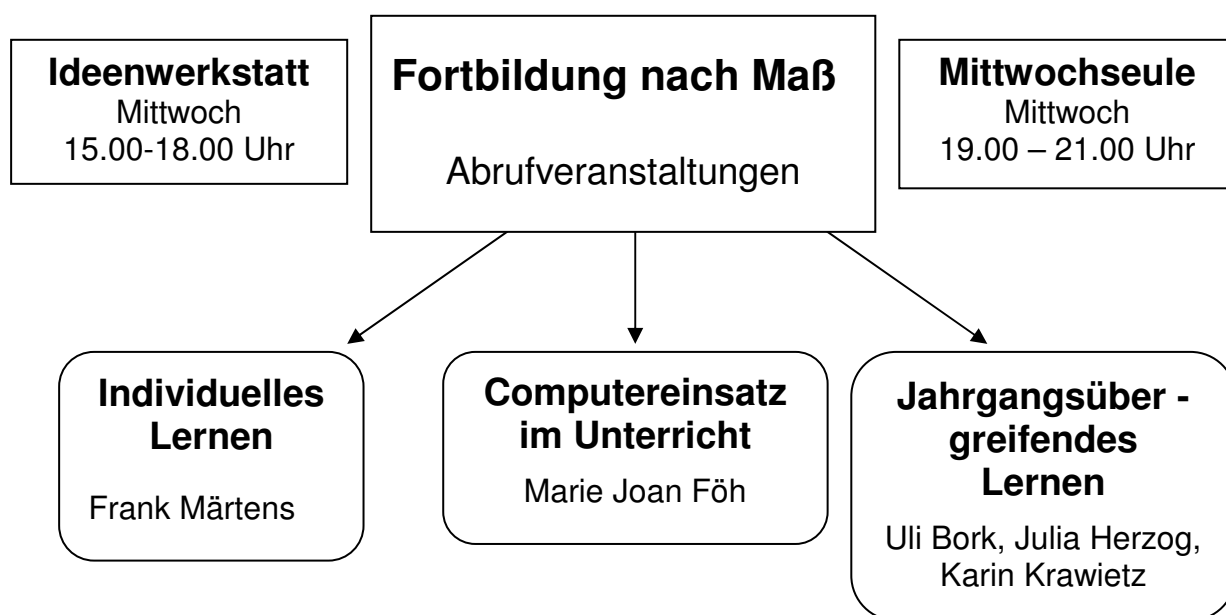 Ideenwerkstatt
Mittwoch
15.00-18.00 Uhr
Fortbildung nach Maß
Abrufveranstaltungen
Mittwochseule
Mittwoch
19.00 – 21.00 Uhr
Individuelles
Lernen
Frank Märtens
Computereinsatz
im Unterricht
Marie Joan Föh
Jahrgangsüber -
greifendes
Lernen
Uli Bork, Julia Herzog,
Karin Krawietz